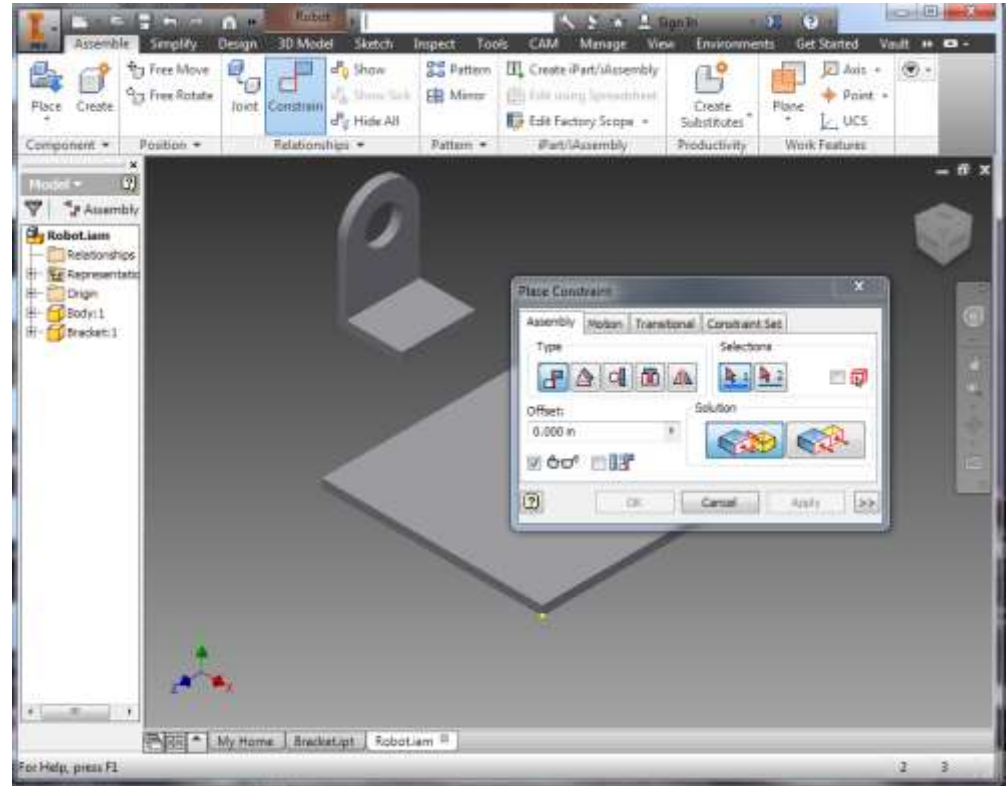 Robot
Sign In
Assemble Simplify Design 3D Model Sketch Inspect Tools CAM Manage View Environments Get Started Vault
Place
Create
Free Move
Free Rotate
Joint
Constrain
Show
Show Sick
Hide All
Pattern
Mirror
Create iPart/iAssembly
Edit using Spreadsheet
Edit Factory Scope
Create
Substitutes
Plane
Axis
Point
UCS
Component Position Relationships Pattern iPart/iAssembly Productivity Work Features
Model
Assembly
Robot.iam
Relationships
Representatio
Origin
Body:1
Bracket:1
Place Constraint
Assembly Motion Transitional Constraint Set
Type
Selections
1 2
Offset:
0.000 in
Solution
OK Cancel Apply >>
Z X
My Home Bracket.ipt Robot.iam
For Help, press F1
2 3